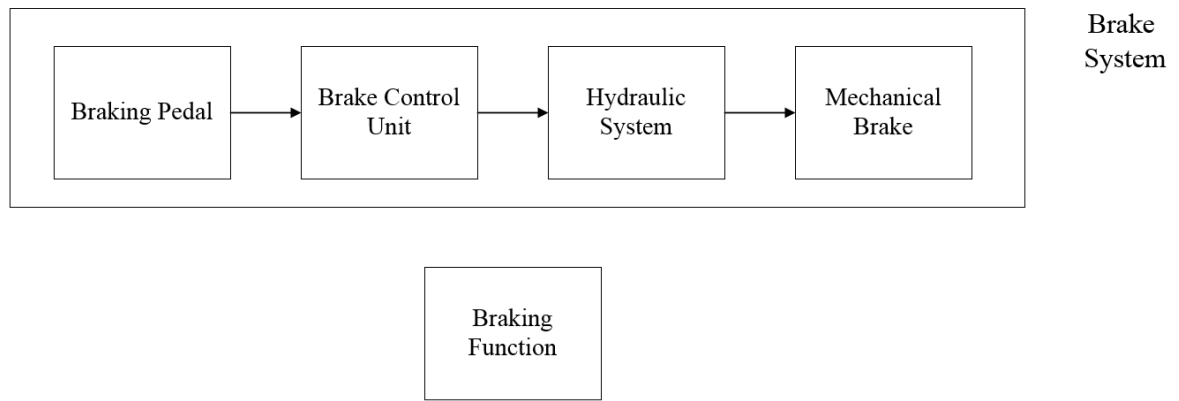 Brake
System
Braking Pedal
Brake Control
Unit
Hydraulic
System
Mechanical
Brake
Braking
Function